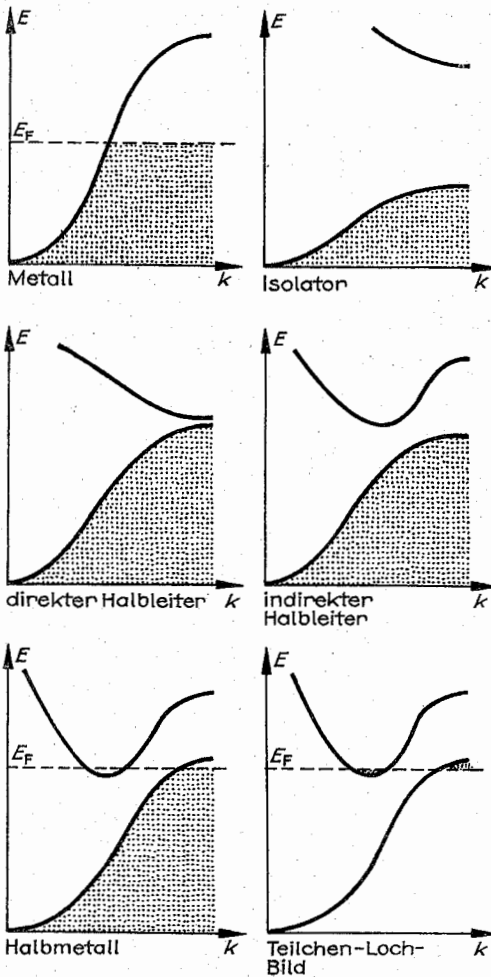 E
E_F
Metall k
E
Isolator k
E
direkter Halbleiter k
E
indirekter k
Halbleiter
E
E_F
Halbmetall k
E
E_F
Teilchen-Loch- k
Bild